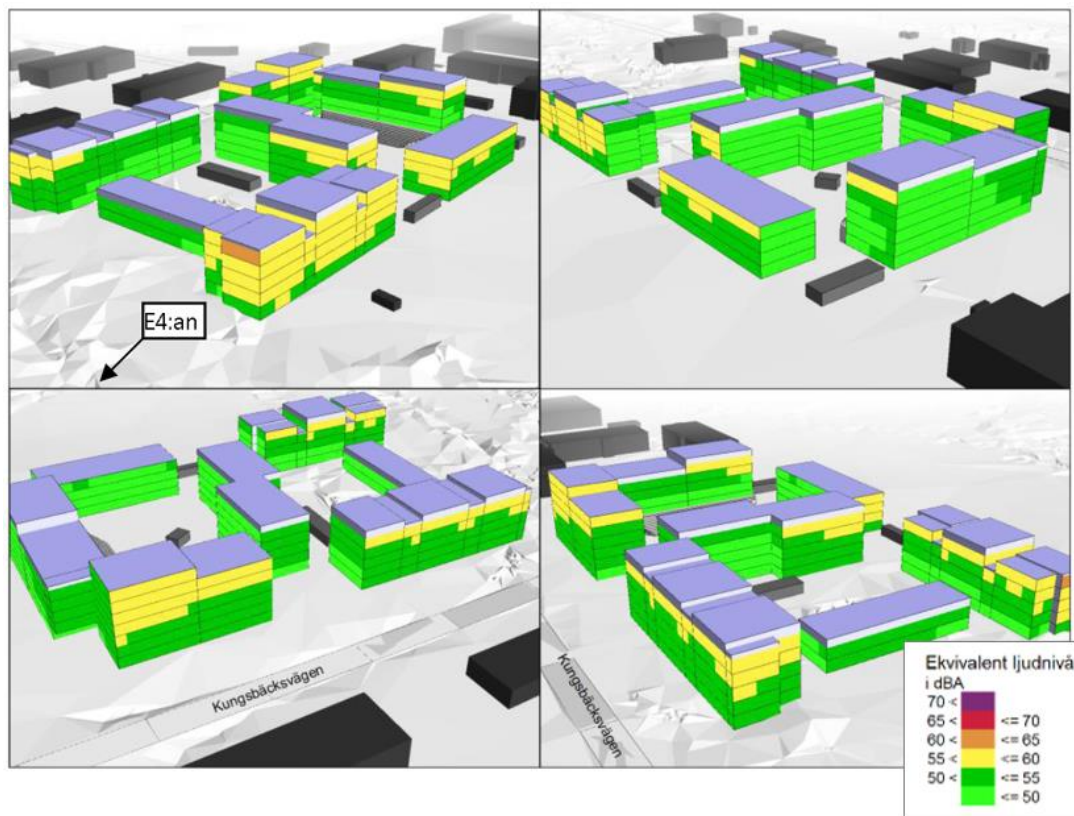 E4:an
Kungsbäcksvägen
Kungsbäcksvägen
Ekvivalent ljudnivå
i dBA
70 <
65 < <= 70
60 < <= 65
55 < <= 60
50 < <= 55
<= 50